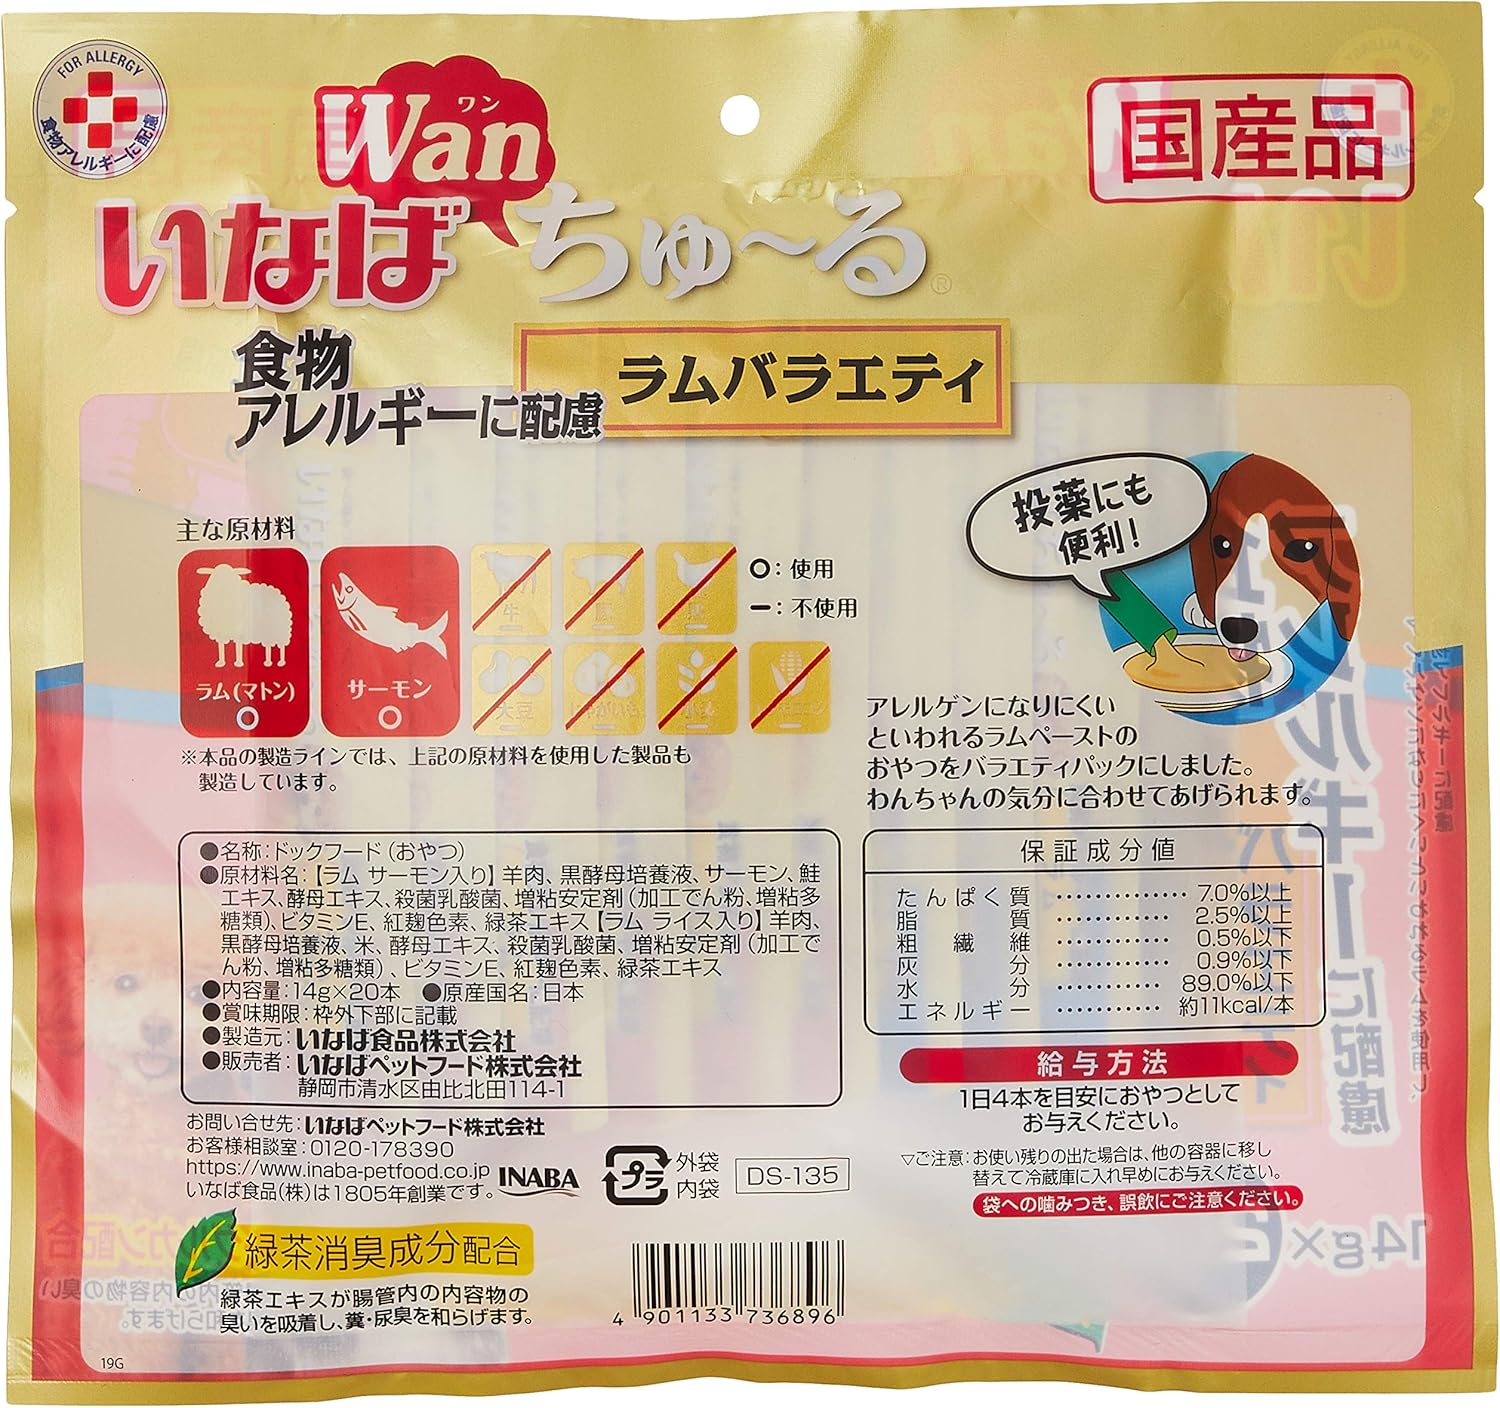 FOR ALLERGY
食物アレルギーに配慮
Wan
ワン
いなば
ちゅ〜る®
国産品
食物
アレルギーに配慮
ラムバラエティ
投薬にも
便利!
主な原材料
ラム(マトン)
サーモン
牛
豚
鶏
大豆
○:使用
ー:不使用
※本品の製造ラインでは、上記の原材料を使用した製品も
製造しています。
アレルゲンになりにくい
といわれるラムペーストの
おやつをバラエティパックにしました。
わんちゃんの気分に合わせてあげられます。
●名称:ドックフード(おやつ)
●原材料名:【ラム サーモン入り】羊肉、黒酵母培養液、サーモン、鮭
エキス、酵母エキス、殺菌乳酸菌、増粘安定剤(加工でん粉、増粘多
糖類)、ビタミンE、紅麹色素、緑茶エキス【ラム ライス入り】羊肉、
黒酵母培養液、米、酵母エキス、殺菌乳酸菌、増粘安定剤(加工で
ん粉、増粘多糖類)、ビタミンE、紅麹色素、緑茶エキス
●内容量:14g×20本 ●原産国名:日本
●賞味期限:枠外下部に記載
●製造元:いなば食品株式会社
●販売者:いなばペットフード株式会社
静岡市清水区由比北田114-1
保証成分値
たんぱく質 ………… 7.0%以上
脂質 ………… 2.5%以上
粗繊維 ………… 0.5%以下
灰分 ………… 0.9%以下
水分 ………… 89.0%以下
エネルギー ………… 約11kcal/本
給与方法
1日4本を目安におやつとして
お与えください。
▽ご注意:お使い残りの出た場合は、他の容器に移し
替えて冷蔵庫に入れ早めにお与えください。
袋への噛みつき、誤飲にご注意ください。
お問い合せ先:いなばペットフード株式会社
お客様相談室:0120-178390
https://www.inaba-petfood.co.jp
いなば食品(株)は1805年創業です。
INABA
プラ
外袋
内袋
DS-135
緑茶消臭成分配合
緑茶エキスが腸管内の内容物の
臭いを吸着し、糞・尿臭を和らげます。
4 901133 736896
19G
14g×